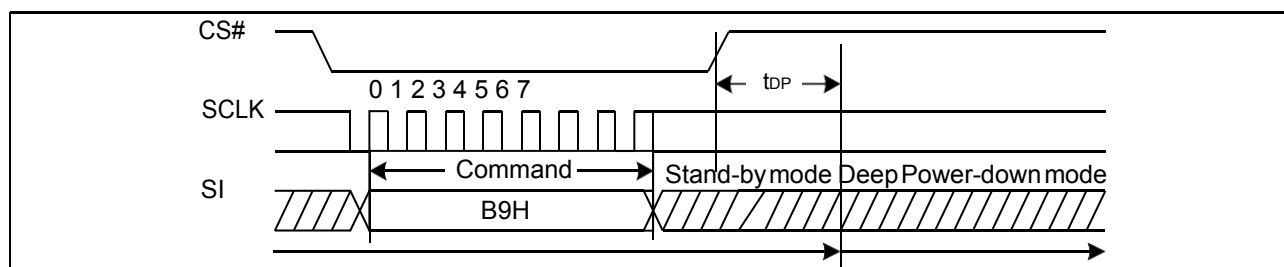 CS#
tDP
0 1 2 3 4 5 6 7
SCLK
Command
Stand-by mode Deep Power-down mode
SI
B9H